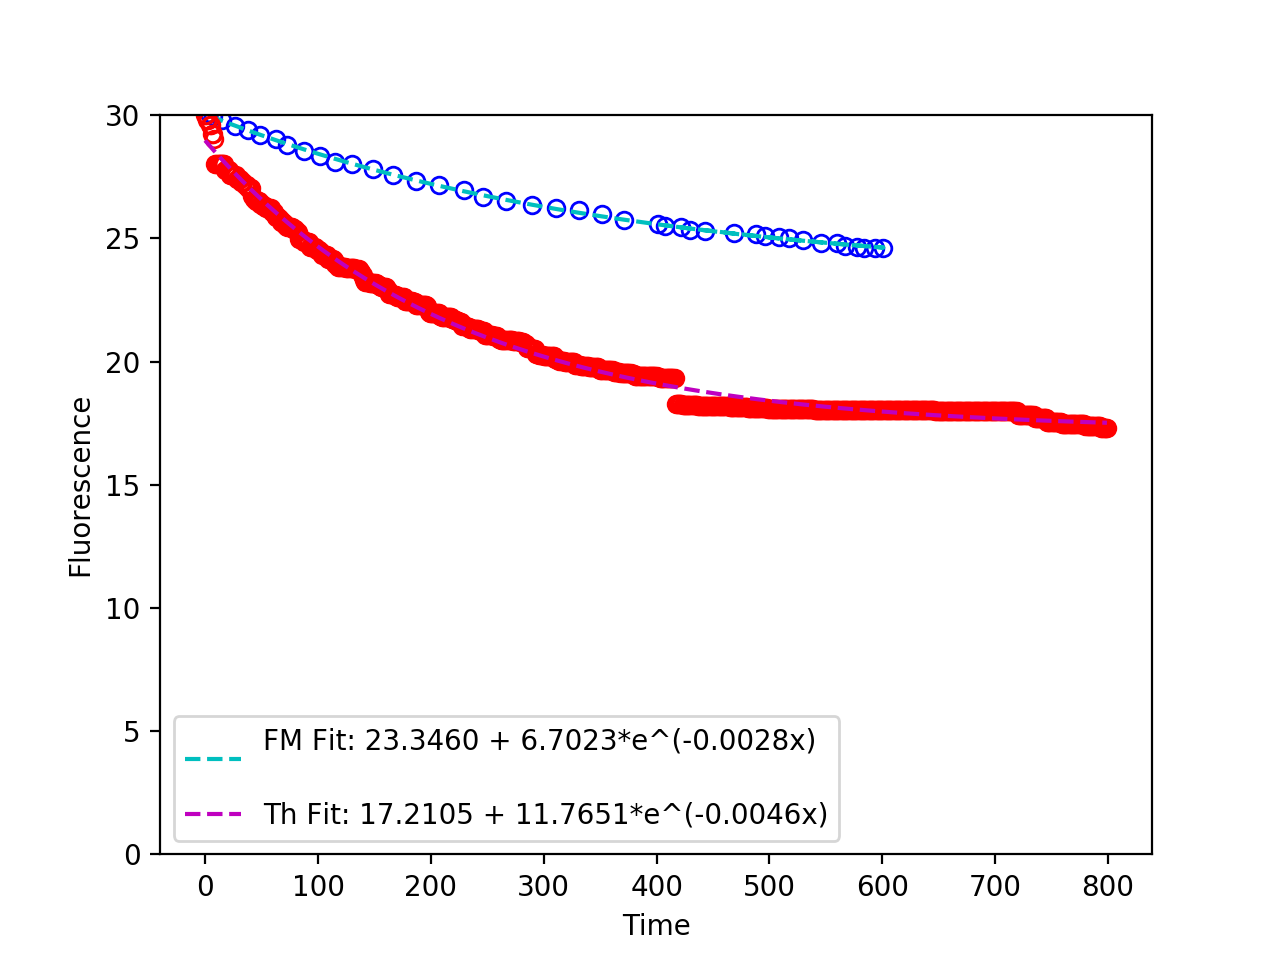 30
25
20
15
10
5
0
Fluorescence
FM Fit: 23.3460 + 6.7023*e^(-0.0028x)
Th Fit: 17.2105 + 11.7651*e^(-0.0046x)
0 100 200 300 400 500 600 700 800
Time